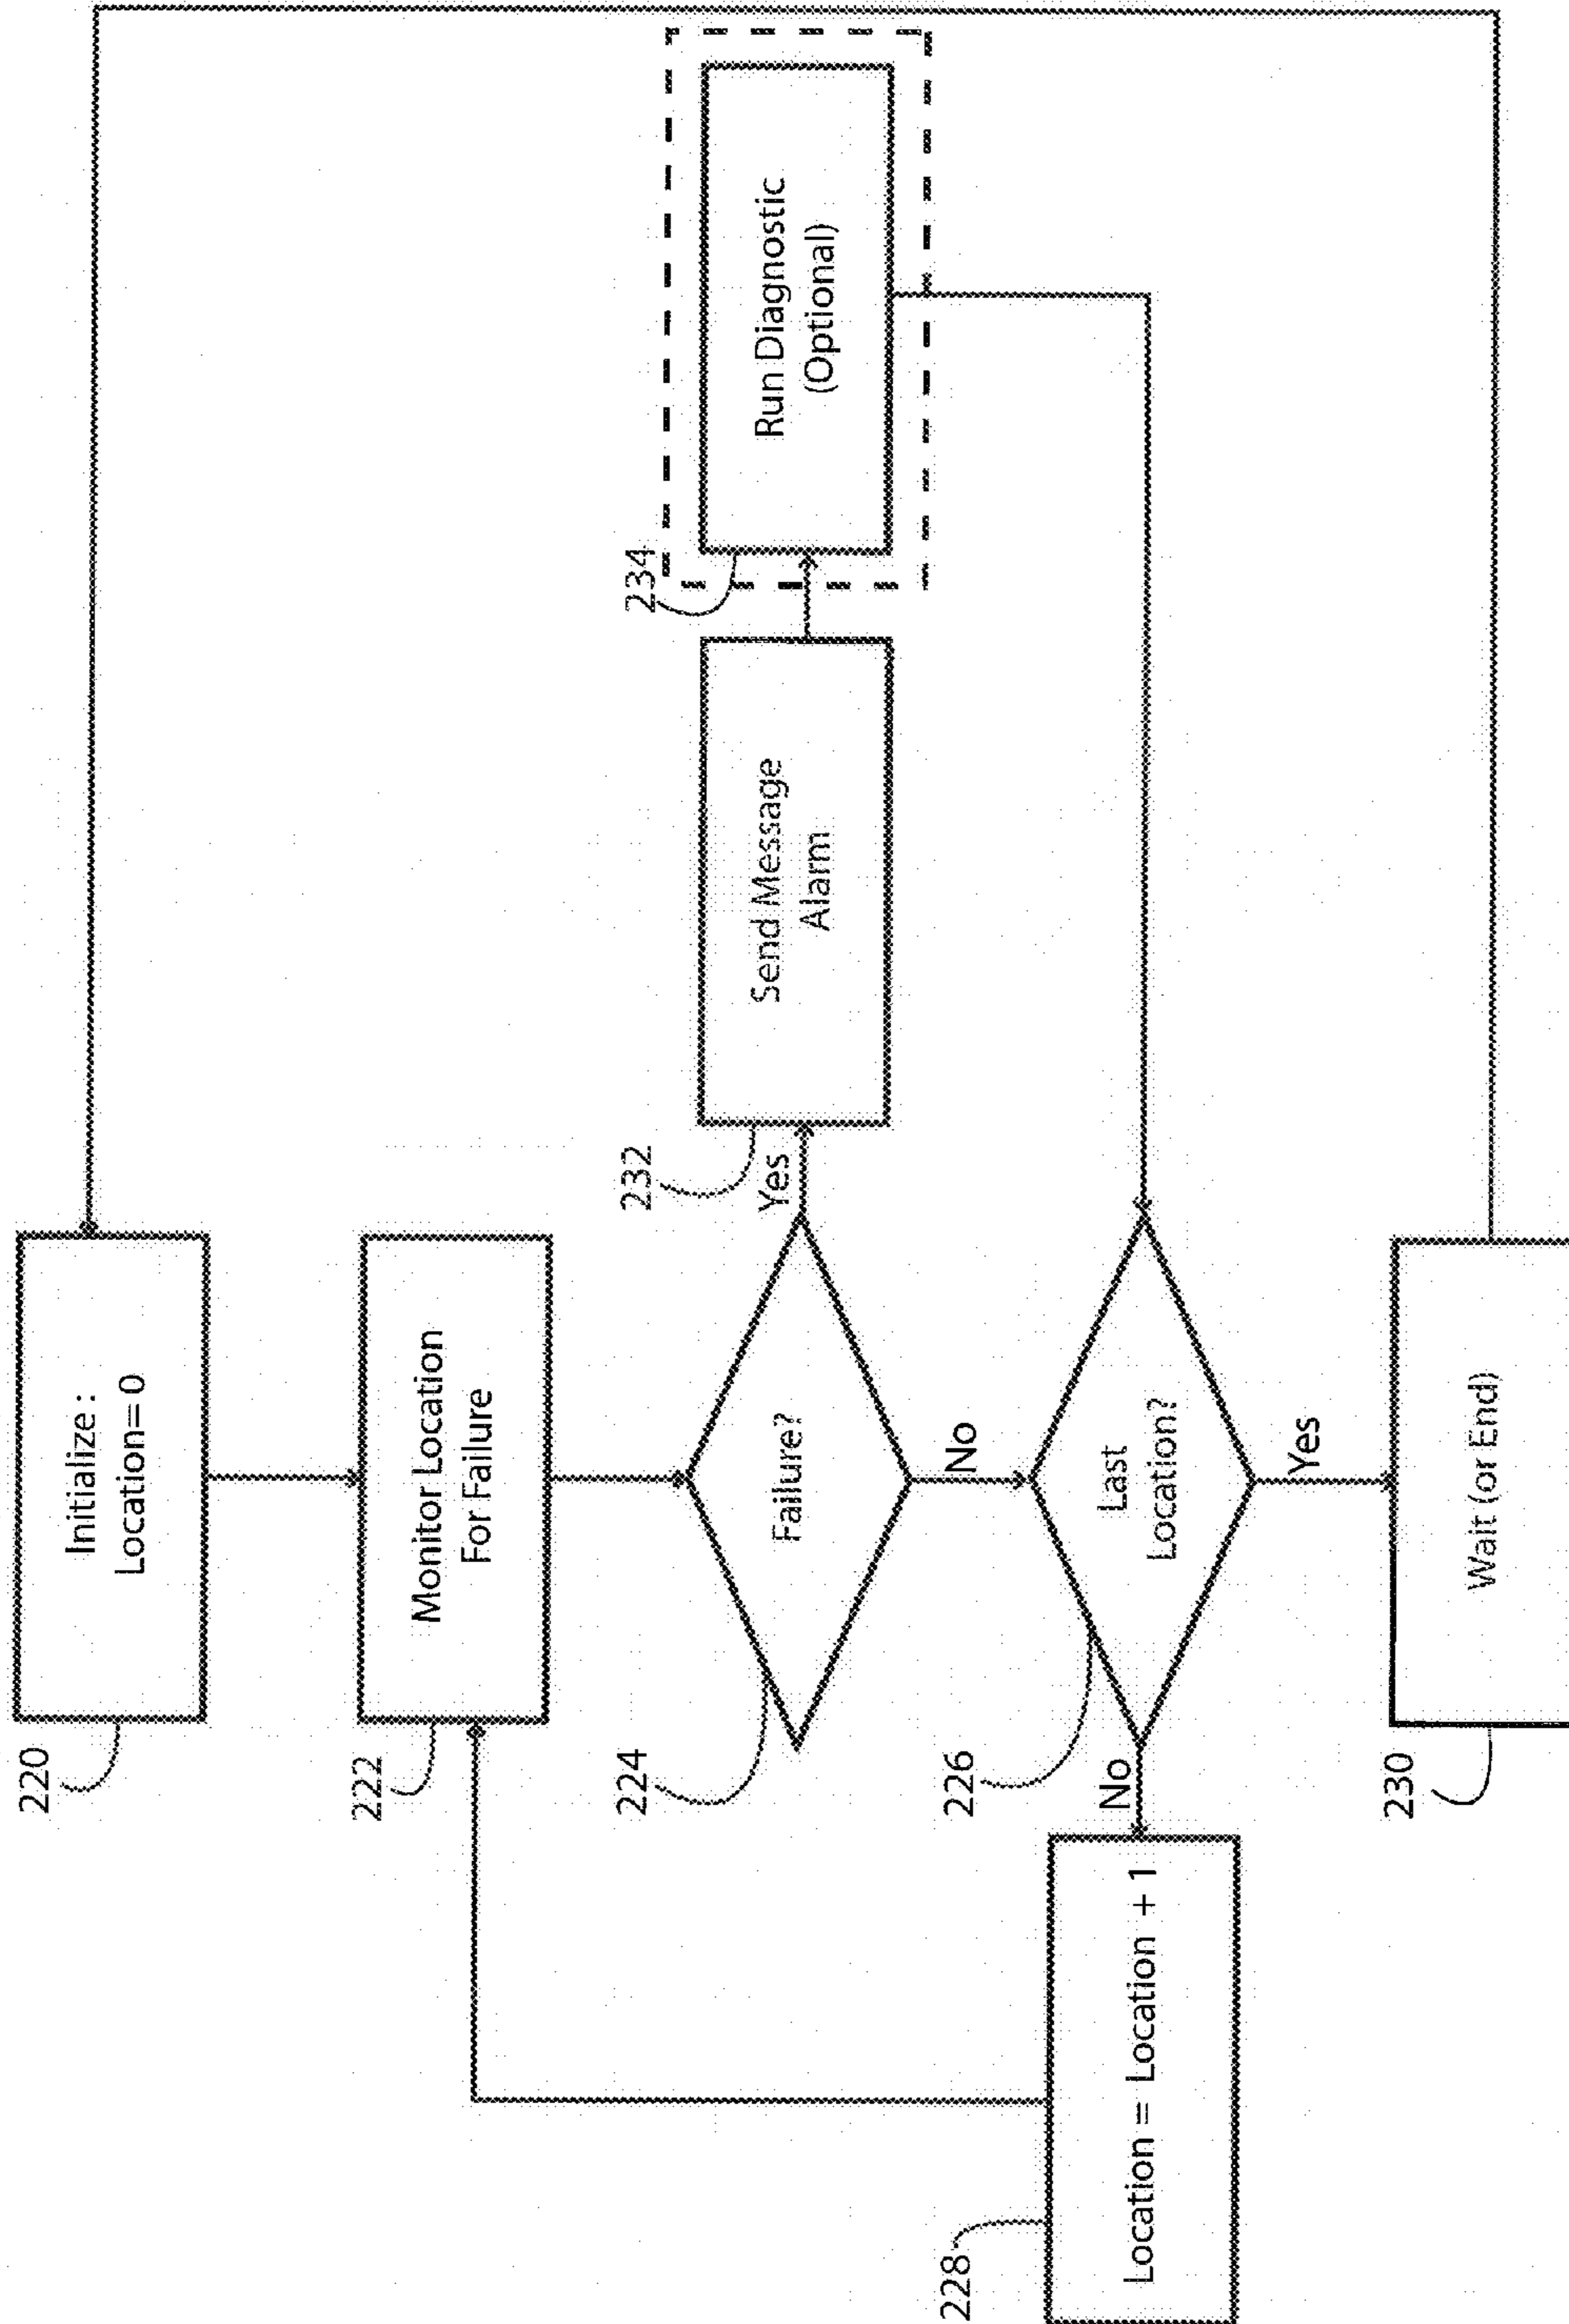 220
Initialize :
Location= 0
222
Monitor Location
For Failure
224
Failure?
Yes
232
Send Message
Alarm
234
Run Diagnostic
(Optional)
No
226
Last
Location?
No
228
Location = Location + 1
Yes
230
Wait (or End)